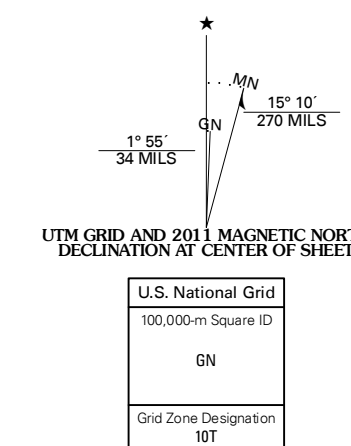 ★
MN
15° 10´
GN
270 MILS
1° 55´
34 MILS
UTM GRID AND 2011 MAGNETIC NORT
DECLINATION AT CENTER OF SHEET
U.S. National Grid
100,000-m Square ID
GN
Grid Zone Designation
10T